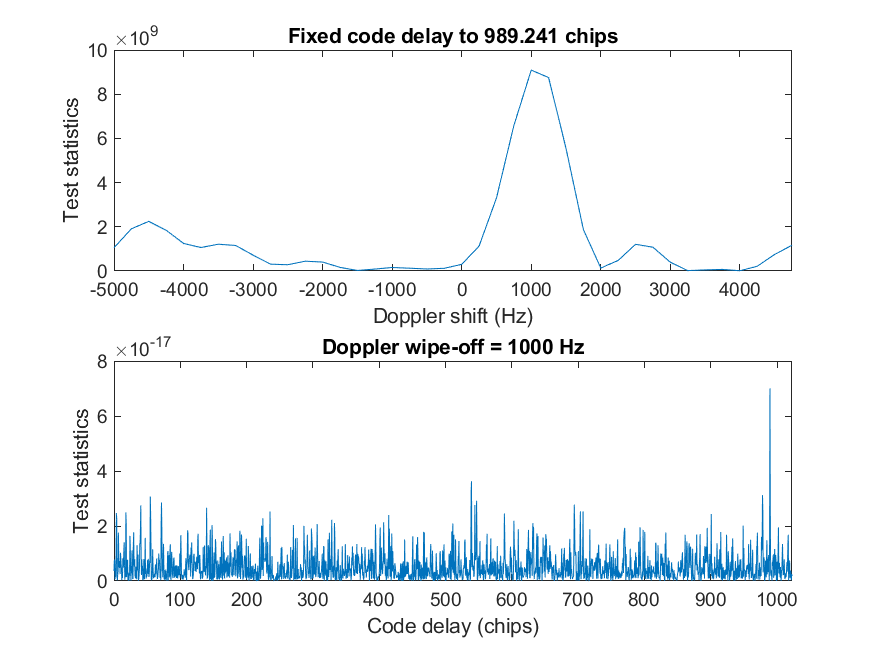 ×10^9
Fixed code delay to 989.241 chips
10
8
6
4
2
0
Test statistics
-5000 -4000 -3000 -2000 -1000 0 1000 2000 3000 4000
Doppler shift (Hz)
×10^-17
Doppler wipe-off = 1000 Hz
8
6
4
2
0
Test statistics
0 100 200 300 400 500 600 700 800 900 1000
Code delay (chips)